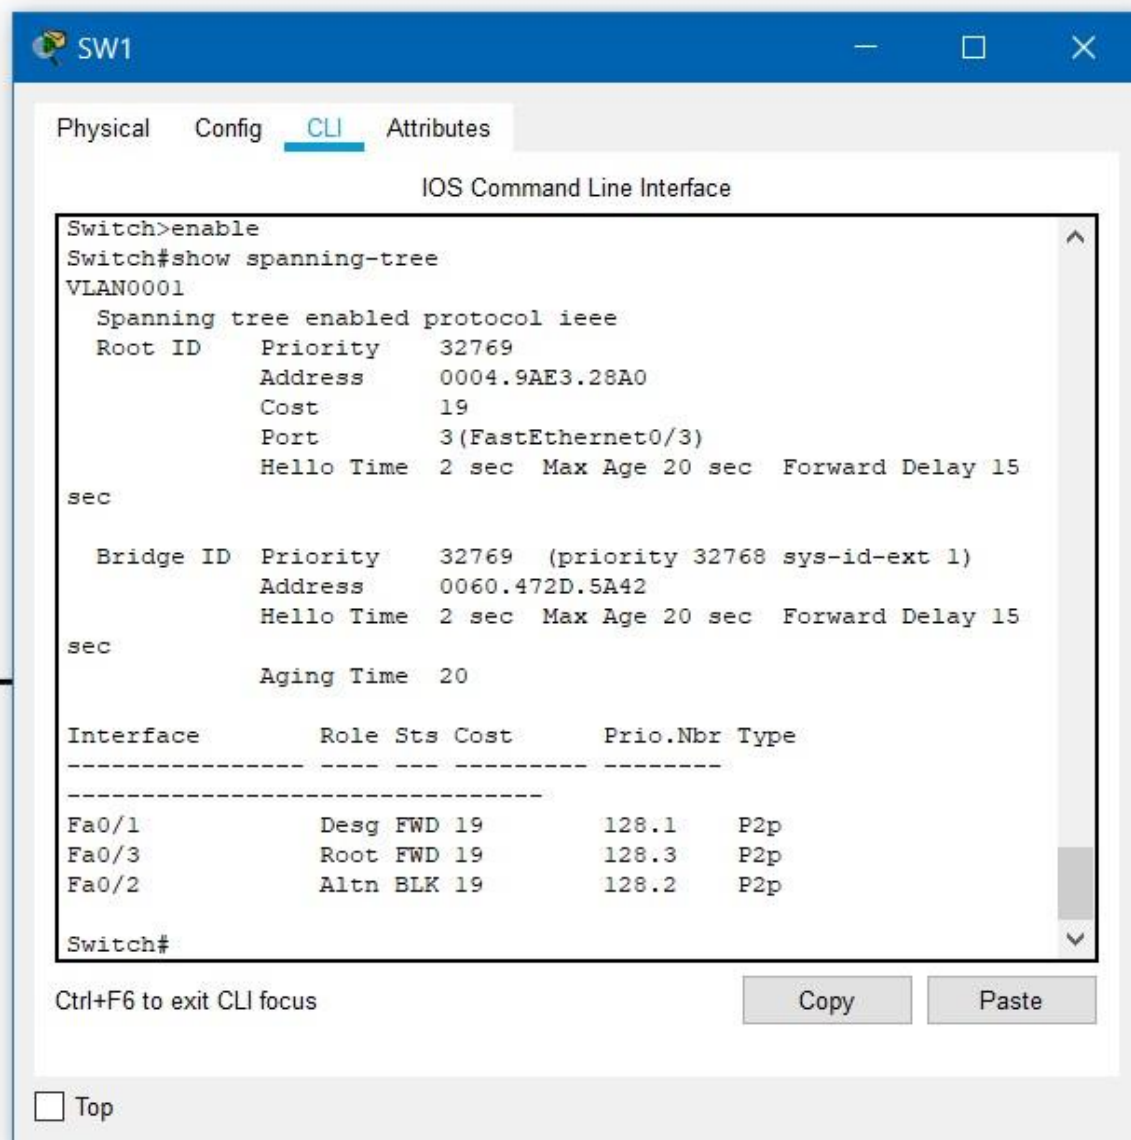 SW1
Physical Config CLI Attributes
IOS Command Line Interface
Switch>enable
Switch#show spanning-tree
VLAN0001
  Spanning tree enabled protocol ieee
  Root ID    Priority    32769
             Address     0004.9AE3.28A0
             Cost        19
             Port        3(FastEthernet0/3)
             Hello Time  2 sec  Max Age 20 sec  Forward Delay 15
sec

  Bridge ID  Priority    32769  (priority 32768 sys-id-ext 1)
             Address     0060.472D.5A42
             Hello Time  2 sec  Max Age 20 sec  Forward Delay 15
sec
             Aging Time  20

Interface        Role Sts Cost      Prio.Nbr Type
---------------- ---- --- --------- --------
--------------------------------
Fa0/1            Desg FWD 19        128.1    P2p
Fa0/3            Root FWD 19        128.3    P2p
Fa0/2            Altn BLK 19        128.2    P2p

Switch#
Ctrl+F6 to exit CLI focus
Copy Paste
Top